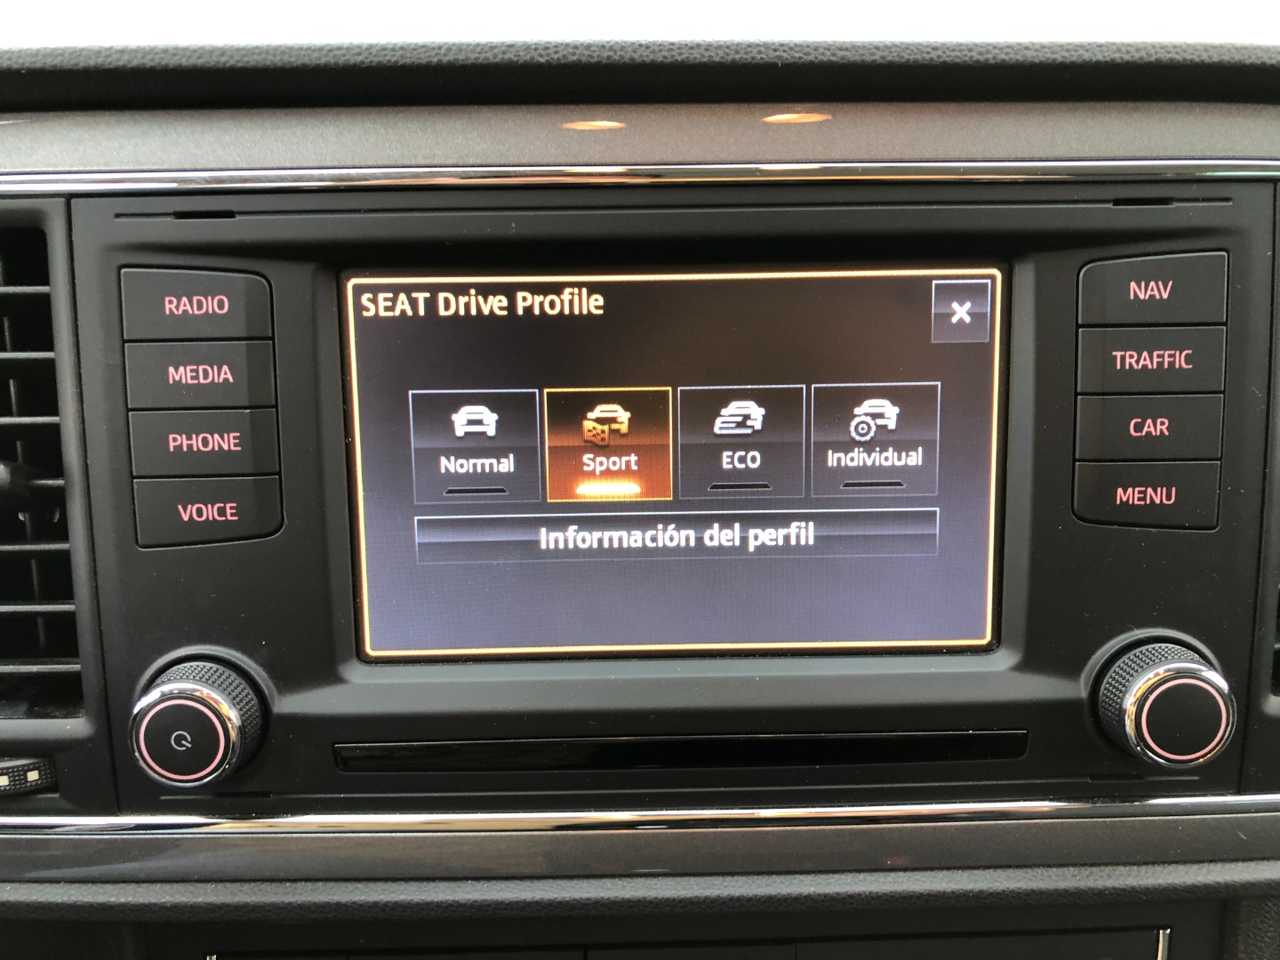 RADIO
MEDIA
PHONE
VOICE
SEAT Drive Profile
Normal
Sport
ECO
Individual
Información del perfil
NAV
TRAFFIC
CAR
MENU